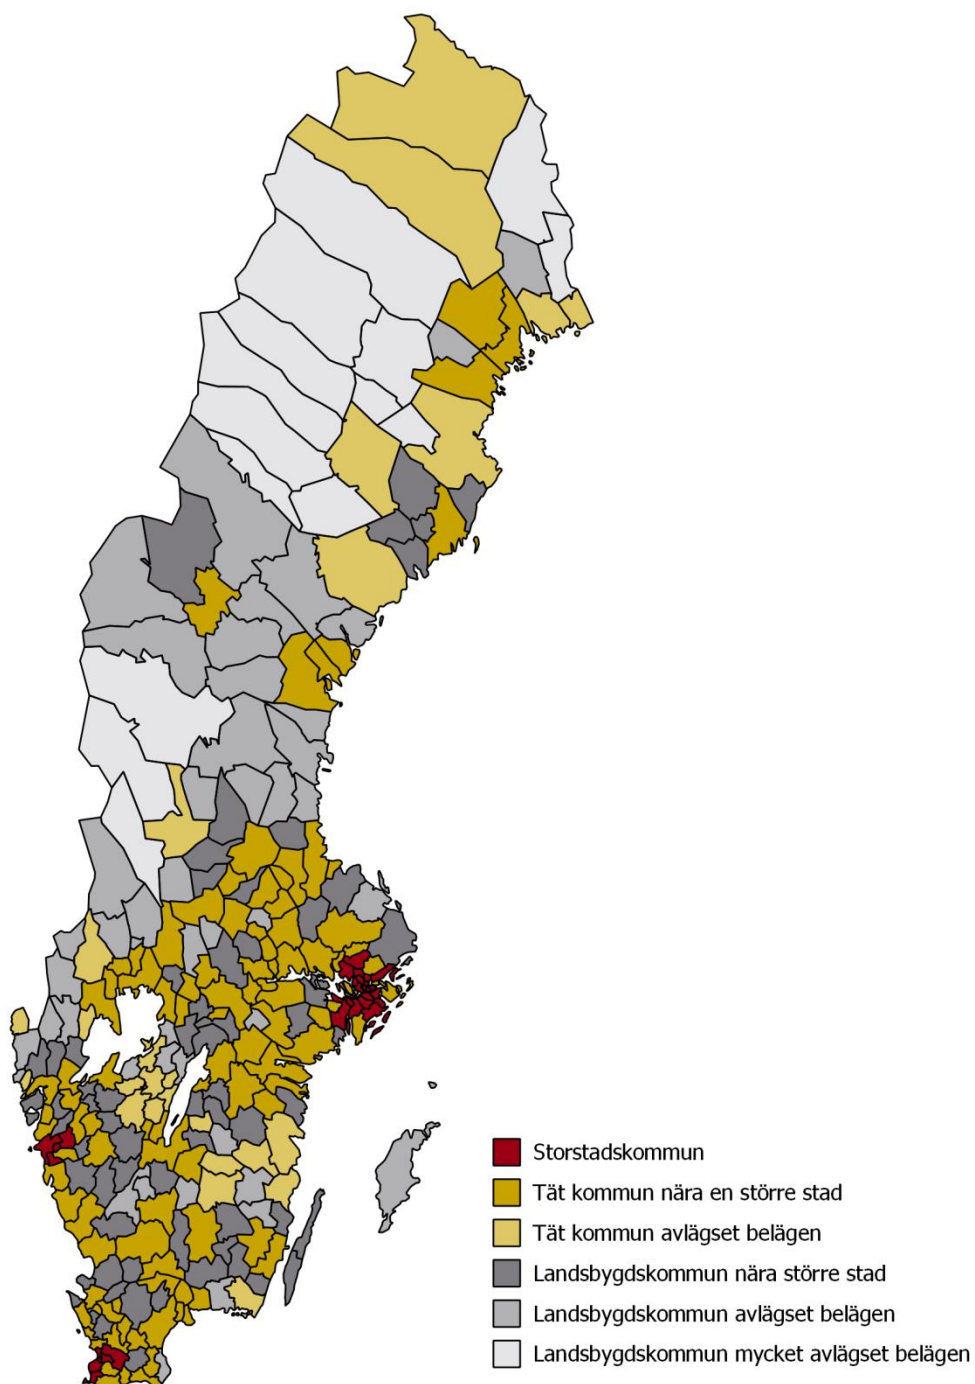 Storstadskommun
Tät kommun nära en större stad
Tät kommun avlägset belägen
Landsbygdskommun nära större stad
Landsbygdskommun avlägset belägen
Landsbygdskommun mycket avlägset belägen